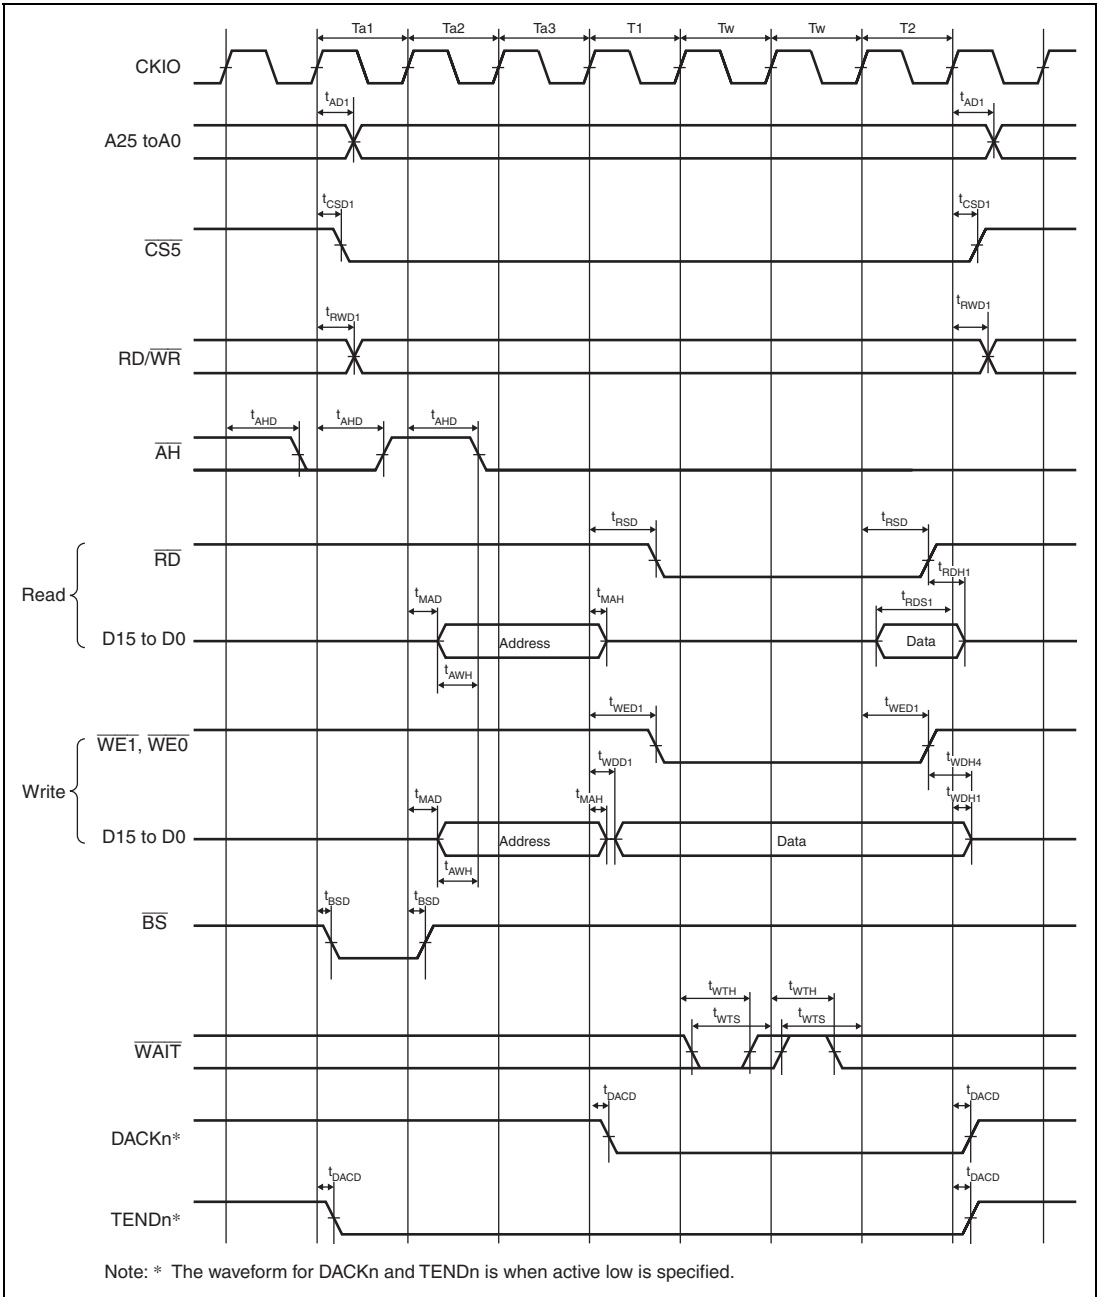 Ta1 Ta2 Ta3 T1 Tw Tw T2
CKIO
tAD1 tAD1
A25 toA0
tCSD1 tCSD1
CS5
tRWD1 tRWD1
RD/WR
tAHD tAHD tAHD
AH
tRSD tRSD
RD
tRDH1
Read
tMAD tMAH tRDS1
D15 to D0 Address Data
tAWH
tWED1 tWED1
WE1, WE0
tWDD1 tWDH4
Write
tMAD tMAH tWDH1
D15 to D0 Address Data
tAWH
tBSD tBSD
BS
tWTH tWTH
tWTS tWTS
WAIT
tDACD tDACD
DACKn*
tDACD tDACD
TENDn*
Note: * The waveform for DACKn and TENDn is when active low is specified.